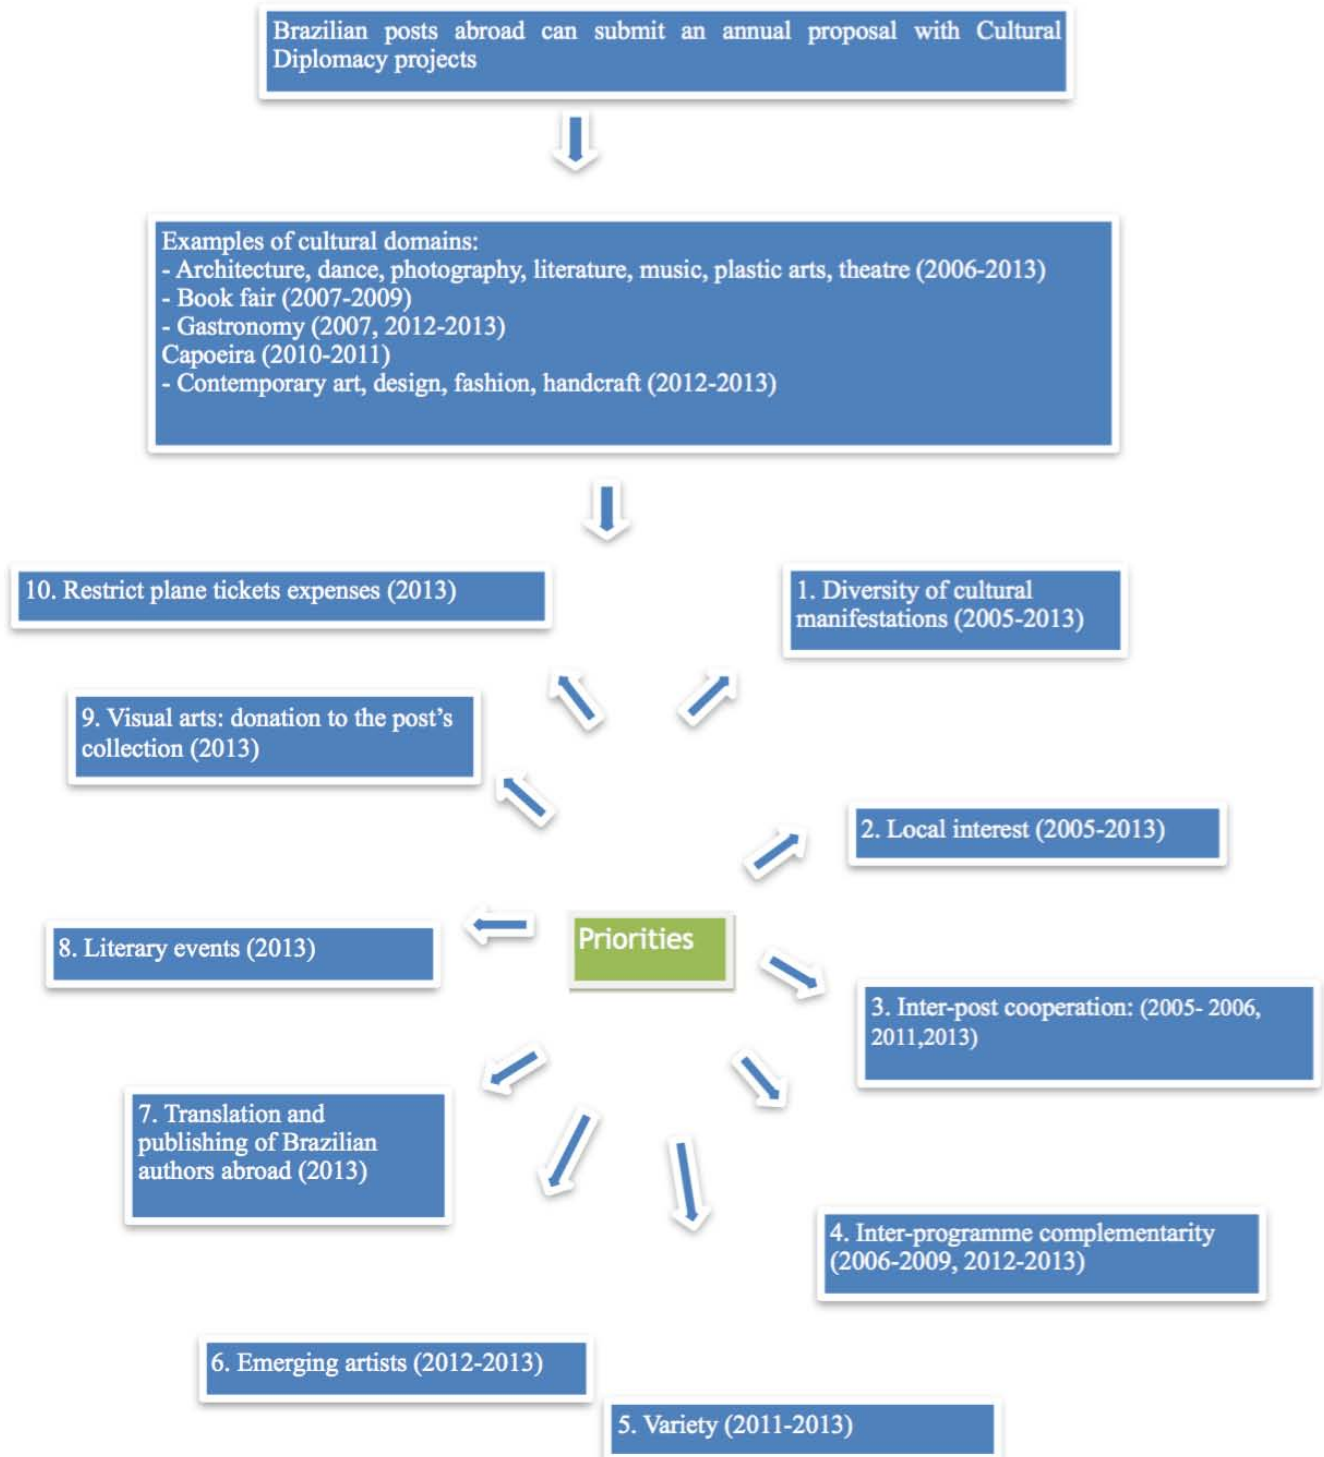 Brazilian posts abroad can submit an annual proposal with Cultural
Diplomacy projects
Examples of cultural domains:
- Architecture, dance, photography, literature, music, plastic arts, theatre (2006-2013)
- Book fair (2007-2009)
- Gastronomy (2007, 2012-2013)
Capoeira (2010-2011)
- Contemporary art, design, fashion, handcraft (2012-2013)
Priorities
1. Diversity of cultural
manifestations (2005-2013)
2. Local interest (2005-2013)
3. Inter-post cooperation: (2005- 2006,
2011,2013)
4. Inter-programme complementarity
(2006-2009, 2012-2013)
5. Variety (2011-2013)
6. Emerging artists (2012-2013)
7. Translation and
publishing of Brazilian
authors abroad (2013)
8. Literary events (2013)
9. Visual arts: donation to the post’s
collection (2013)
10. Restrict plane tickets expenses (2013)